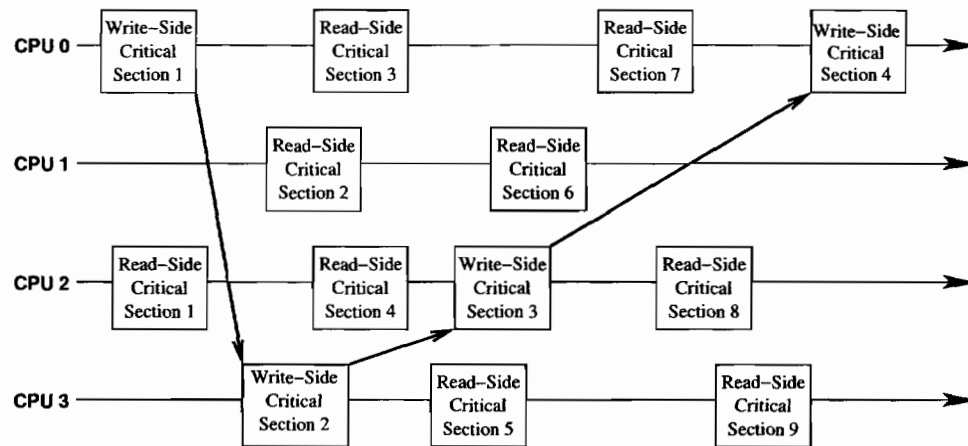 CPU 0
Write–Side
Critical
Section 1
Read–Side
Critical
Section 3
Read–Side
Critical
Section 7
Write–Side
Critical
Section 4
CPU 1
Read–Side
Critical
Section 2
Read–Side
Critical
Section 6
CPU 2
Read–Side
Critical
Section 1
Read–Side
Critical
Section 4
Write–Side
Critical
Section 3
Read–Side
Critical
Section 8
CPU 3
Write–Side
Critical
Section 2
Read–Side
Critical
Section 5
Read–Side
Critical
Section 9